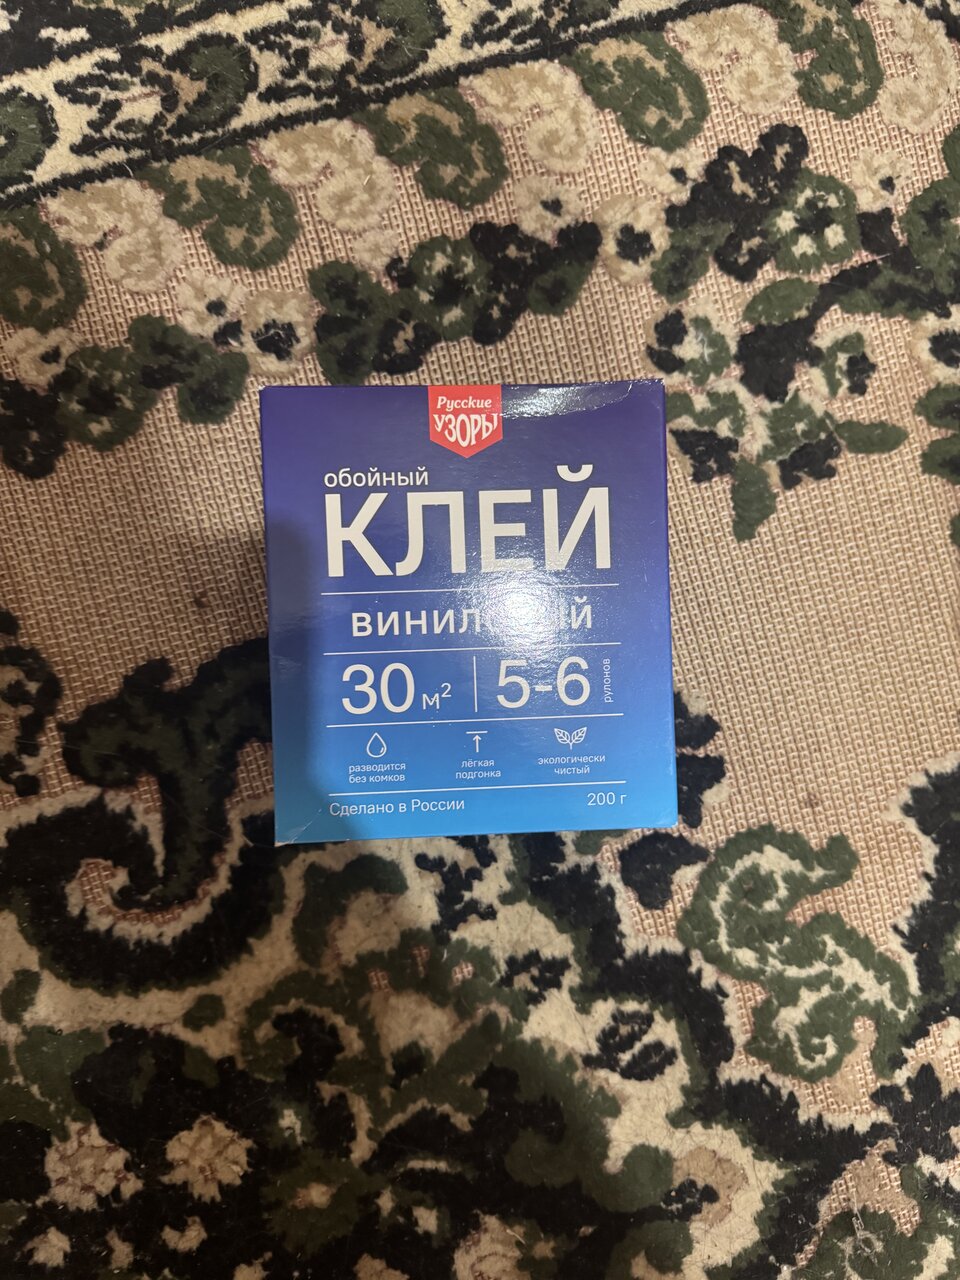 Русские
УЗОРЫ
обойный
КЛЕЙ
виниловый
30 м²
5-6
рулонов
разводится
без комков
лёгкая
подгонка
экологически
чистый
Сделано в России
200 г